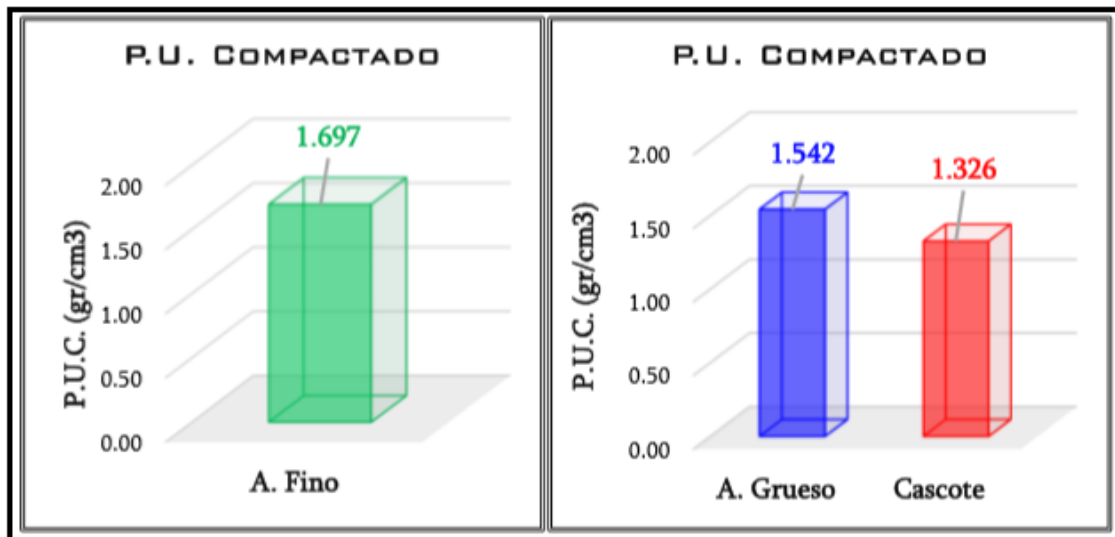 P.U. COMPACTADO
1.697
2.00
1.50
1.00
0.50
0.00
P.U.C. (gr/cm3)
A. Fino
P.U. COMPACTADO
1.542
1.326
2.00
1.50
1.00
0.50
0.00
P.U.C. (gr/cm3)
A. Grueso
Cascote